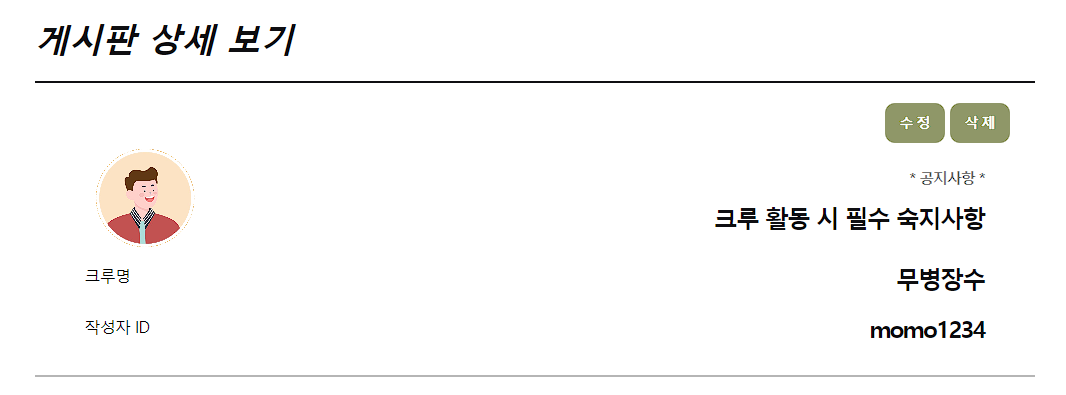 게시판 상세 보기
수 정 삭 제
* 공지사항 *
크루 활동 시 필수 숙지사항
크루명 무병장수
작성자 ID momo1234